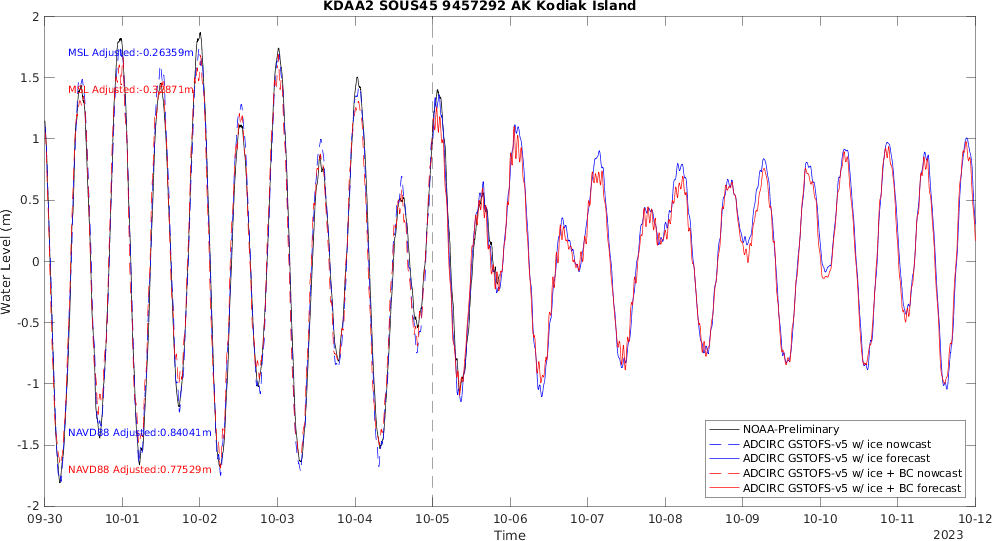 KDAA2 SOUS45 9457292 AK Kodiak Island
2
1.5
1
0.5
0
-0.5
-1
-1.5
-2
Water Level (m)
MSL Adjusted:-0.26359m
MSL
NAVD88 Adjusted:0.84041m
NAVD88 Adjusted:0.77529m
NOAA-Preliminary
ADCIRC GSTOFS-v5 w/ ice nowcast
ADCIRC GSTOFS-v5 w/ ice forecast
ADCIRC GSTOFS-v5 w/ ice + BC nowcast
ADCIRC GSTOFS-v5 w/ ice + BC forecast
09-30 10-01 10-02 10-03 10-04 10-05 10-06 10-07 10-08 10-09 10-10 10-11 10-12
Time
2023